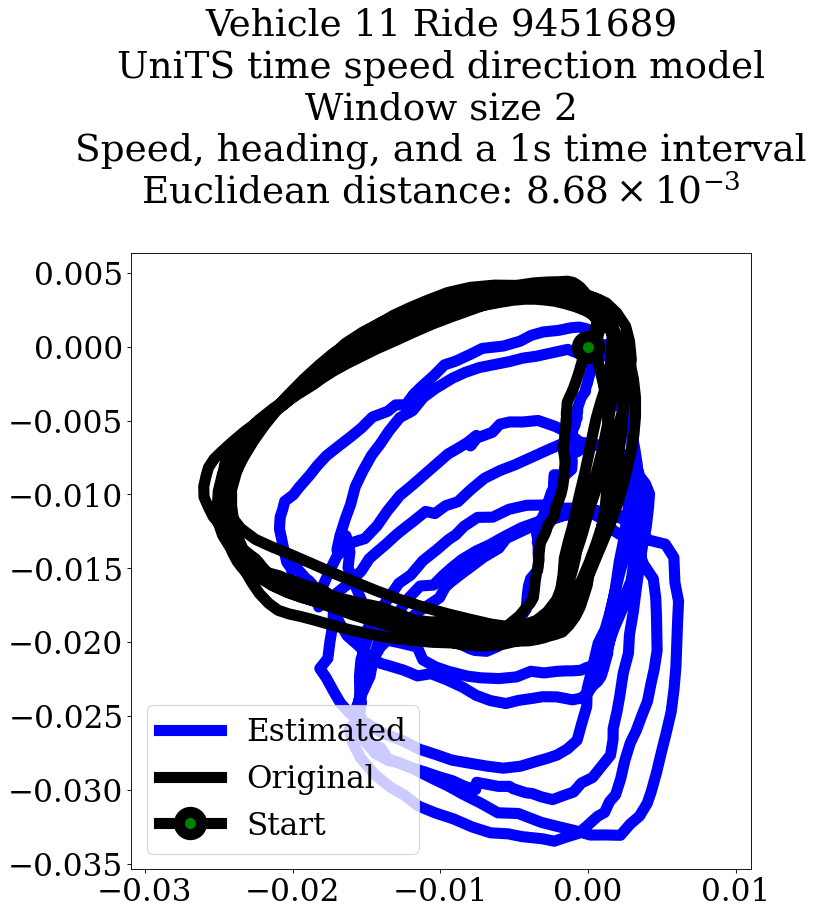 Vehicle 11 Ride 9451689
UniTS time speed direction model
Window size 2
Speed, heading, and a 1s time interval
Euclidean distance: 8.68 × 10⁻³
0.005
0.000
−0.005
−0.010
−0.015
−0.020
−0.025
−0.030
−0.035
Estimated
Original
Start
−0.03 −0.02 −0.01 0.00 0.01